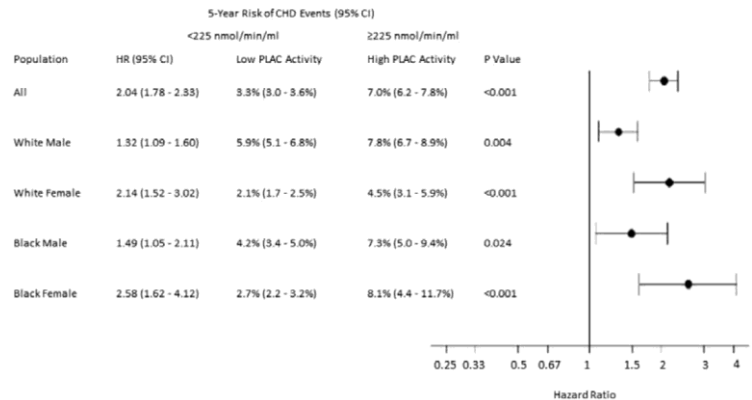 5-Year Risk of CHD Events (95% CI)
<225 nmol/min/ml ≥225 nmol/min/ml
Population HR (95% CI) Low PLAC Activity High PLAC Activity P Value
All 2.04 (1.78 - 2.33) 3.3% (3.0 - 3.6%) 7.0% (6.2 - 7.8%) <0.001
White Male 1.32 (1.09 - 1.60) 5.9% (5.1 - 6.8%) 7.8% (6.7 - 8.9%) 0.004
White Female 2.14 (1.52 - 3.02) 2.1% (1.7 - 2.5%) 4.5% (3.1 - 5.9%) <0.001
Black Male 1.49 (1.05 - 2.11) 4.2% (3.4 - 5.0%) 7.3% (5.0 - 9.4%) 0.024
Black Female 2.58 (1.62 - 4.12) 2.7% (2.2 - 3.2%) 8.1% (4.4 - 11.7%) <0.001
0.25 0.33 0.5 0.67 1 1.5 2 3 4
Hazard Ratio